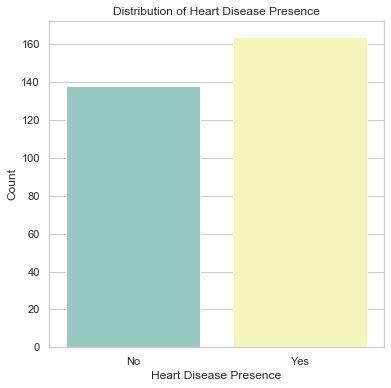 Distribution of Heart Disease Presence
160
140
120
100
80
60
40
20
0
Count
No Yes
Heart Disease Presence